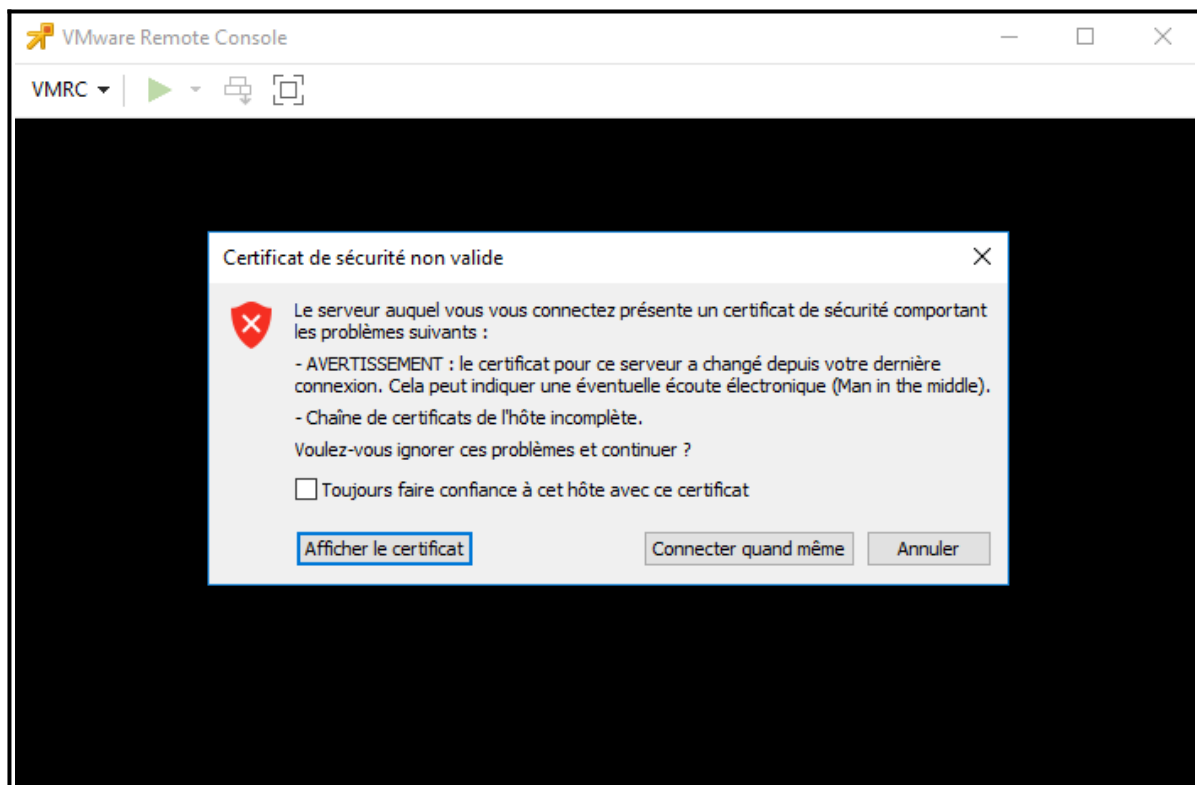 VMware Remote Console
VMRC
Certificat de sécurité non valide
Le serveur auquel vous vous connectez présente un certificat de sécurité comportant
les problèmes suivants :
- AVERTISSEMENT : le certificat pour ce serveur a changé depuis votre dernière
connexion. Cela peut indiquer une éventuelle écoute électronique (Man in the middle).
- Chaîne de certificats de l'hôte incomplète.
Voulez-vous ignorer ces problèmes et continuer ?
Toujours faire confiance à cet hôte avec ce certificat
Afficher le certificat Connecter quand même Annuler